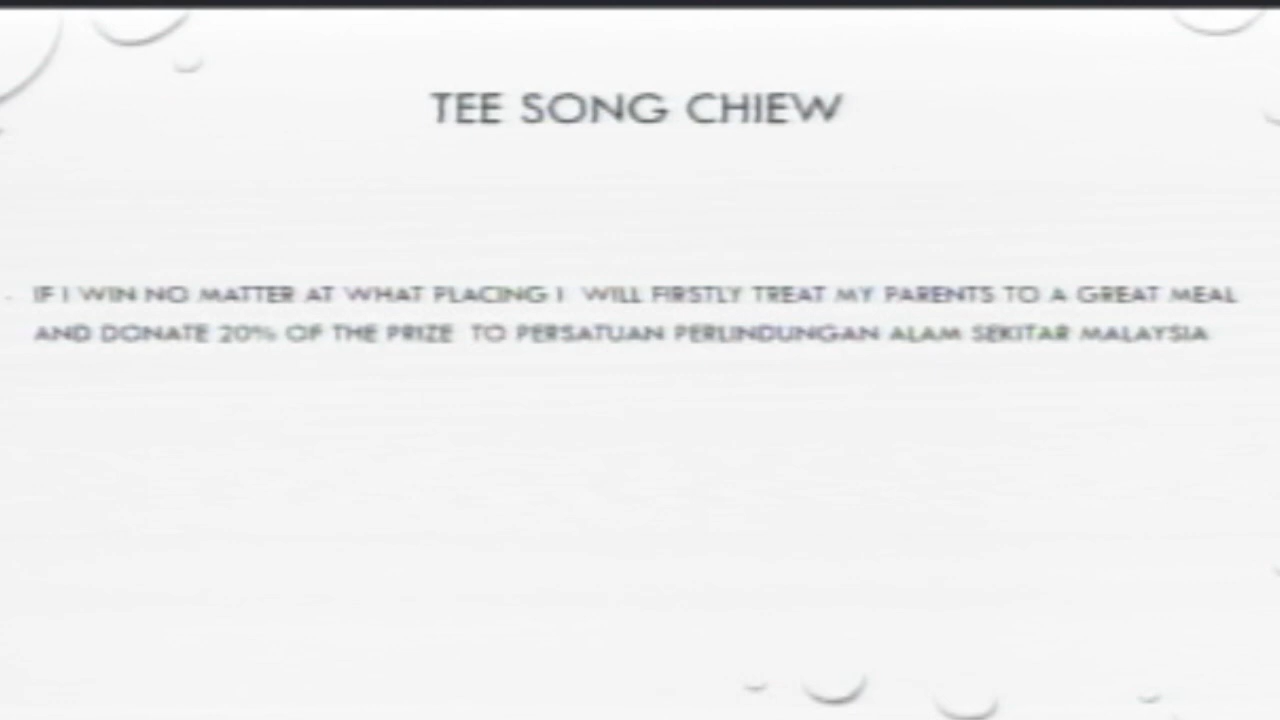 TEE SONG CHIEW
IF I WIN NO MATTER AT WHAT PLACING I WILL FIRSTLY TREAT MY PARENTS TO A GREAT MEAL
AND DONATE 20% OF THE PRIZE TO PERSATUAN PERLINDUNGAN ALAM SEKITAR MALAYSIA